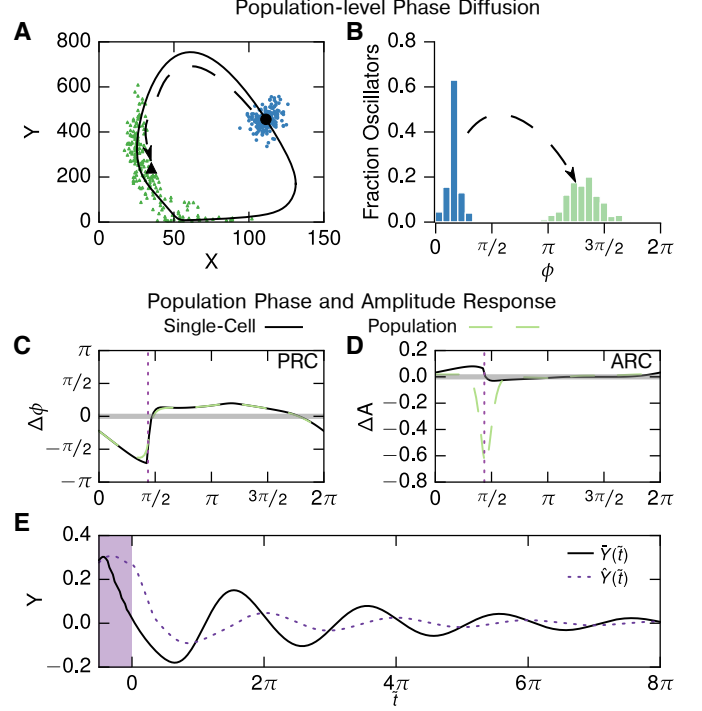 Population-level Phase Diffusion
A
B
800
600
400
200
0
Y
0
50
100
150
X
0.8
0.6
0.4
0.2
0.0
Fraction Oscillators
0
π/2
π
3π/2
2π
ϕ
Population Phase and Amplitude Response
Single-Cell
Population
C
PRC
π
π/2
0
−π/2
−π
Δϕ
0
π/2
π
3π/2
2π
D
ARC
0.2
0.0
−0.2
−0.4
−0.6
−0.8
ΔA
0
π/2
π
3π/2
2π
E
0.4
0.2
0.0
−0.2
Y
Ȳ(t̃)
Ŷ(t̃)
0
2π
4π
6π
8π
t̃